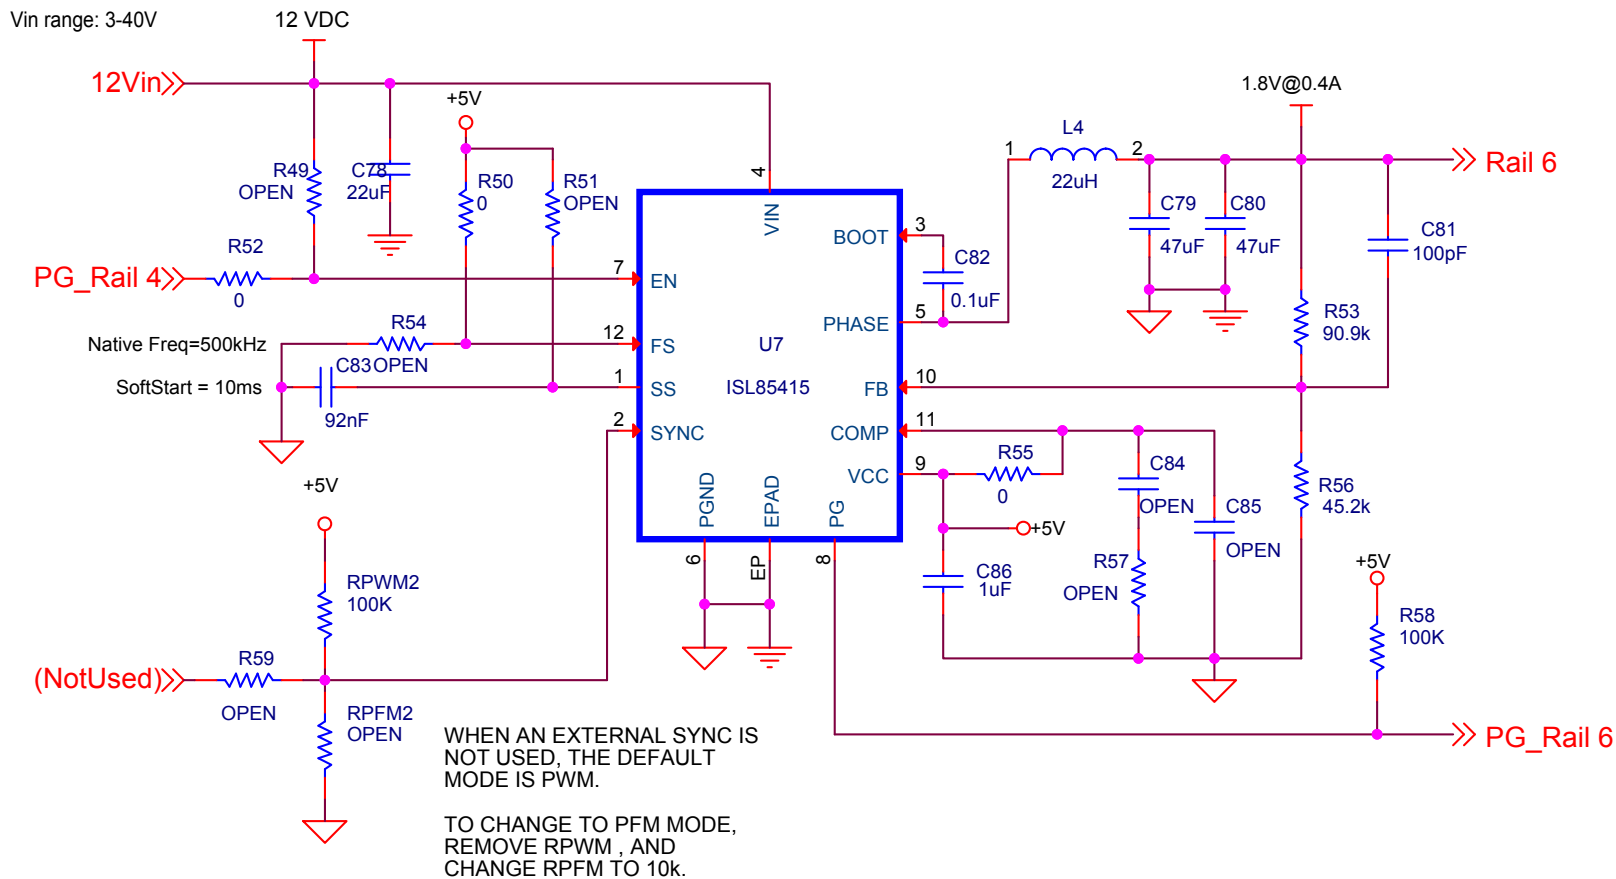 Vin range: 3-40V
12 VDC
12Vin
+5V
1.8V@0.4A
R49
OPEN
C78
22uF
R50
0
R51
OPEN
4
VIN
1
L4
2
22uH
Rail 6
C79
47uF
C80
47uF
C81
100pF
R52
0
PG_Rail 4
7
EN
BOOT
3
C82
0.1uF
PHASE
5
R53
90.9k
Native Freq=500kHz
R54
OPEN
12
FS
U7
ISL85415
SoftStart = 10ms
C83
92nF
1
SS
FB
10
2
SYNC
COMP
11
VCC
9
R55
0
C84
OPEN
C85
OPEN
R56
45.2k
+5V
PGND
EPAD
PG
6
EP
8
+5V
C86
1uF
R57
OPEN
+5V
R58
100K
RPWM2
100K
(NotUsed)
R59
OPEN
RPFM2
OPEN
PG_Rail 6
WHEN AN EXTERNAL SYNC IS
NOT USED, THE DEFAULT
MODE IS PWM.
TO CHANGE TO PFM MODE,
REMOVE RPWM , AND
CHANGE RPFM TO 10k.